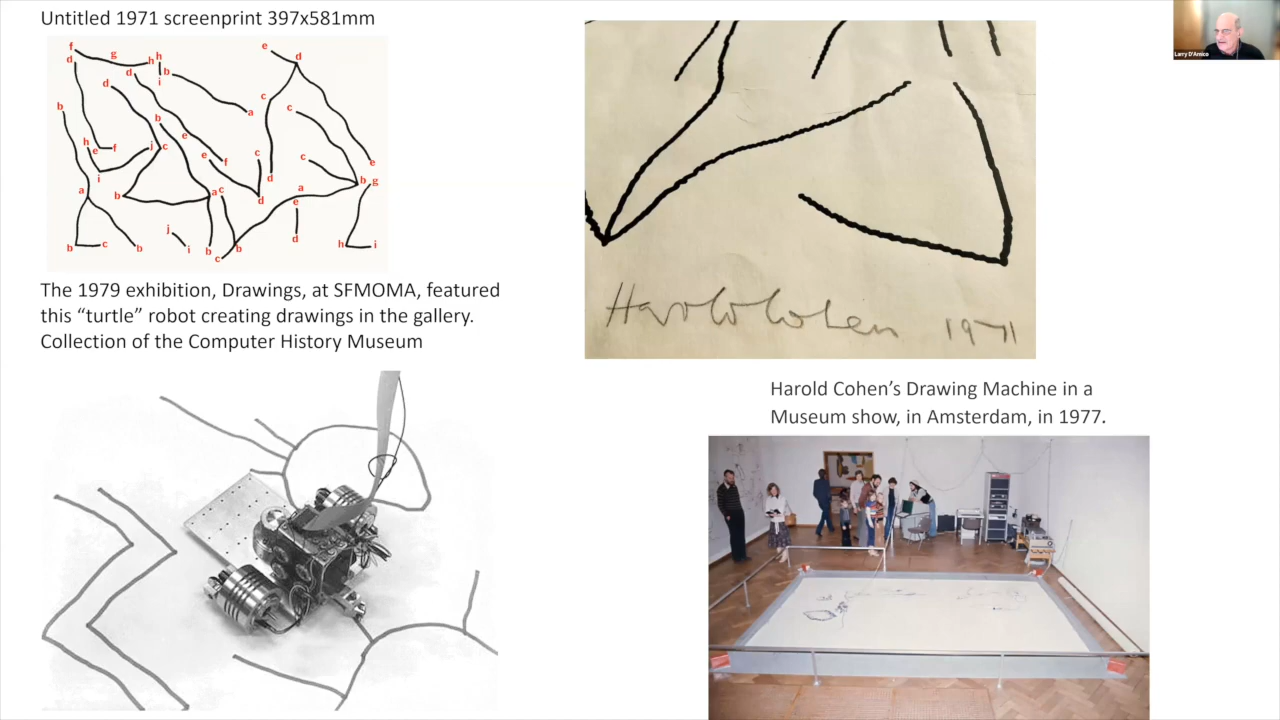 Untitled 1971 screenprint 397x581mm
f
g
h
h
d
d
i
b
e
d
d
b
c
a
c
b
b
h
e
f
j
c
e
e
f
c
c
e
i
d
a
b
a
c
d
a
e
b
g
b
c
b
j
i
b
c
b
d
h
i
Harold Cohen 1971
Larry D'Amico
The 1979 exhibition, Drawings, at SFMOMA, featured
this “turtle” robot creating drawings in the gallery.
Collection of the Computer History Museum
Harold Cohen’s Drawing Machine in a
Museum show, in Amsterdam, in 1977.